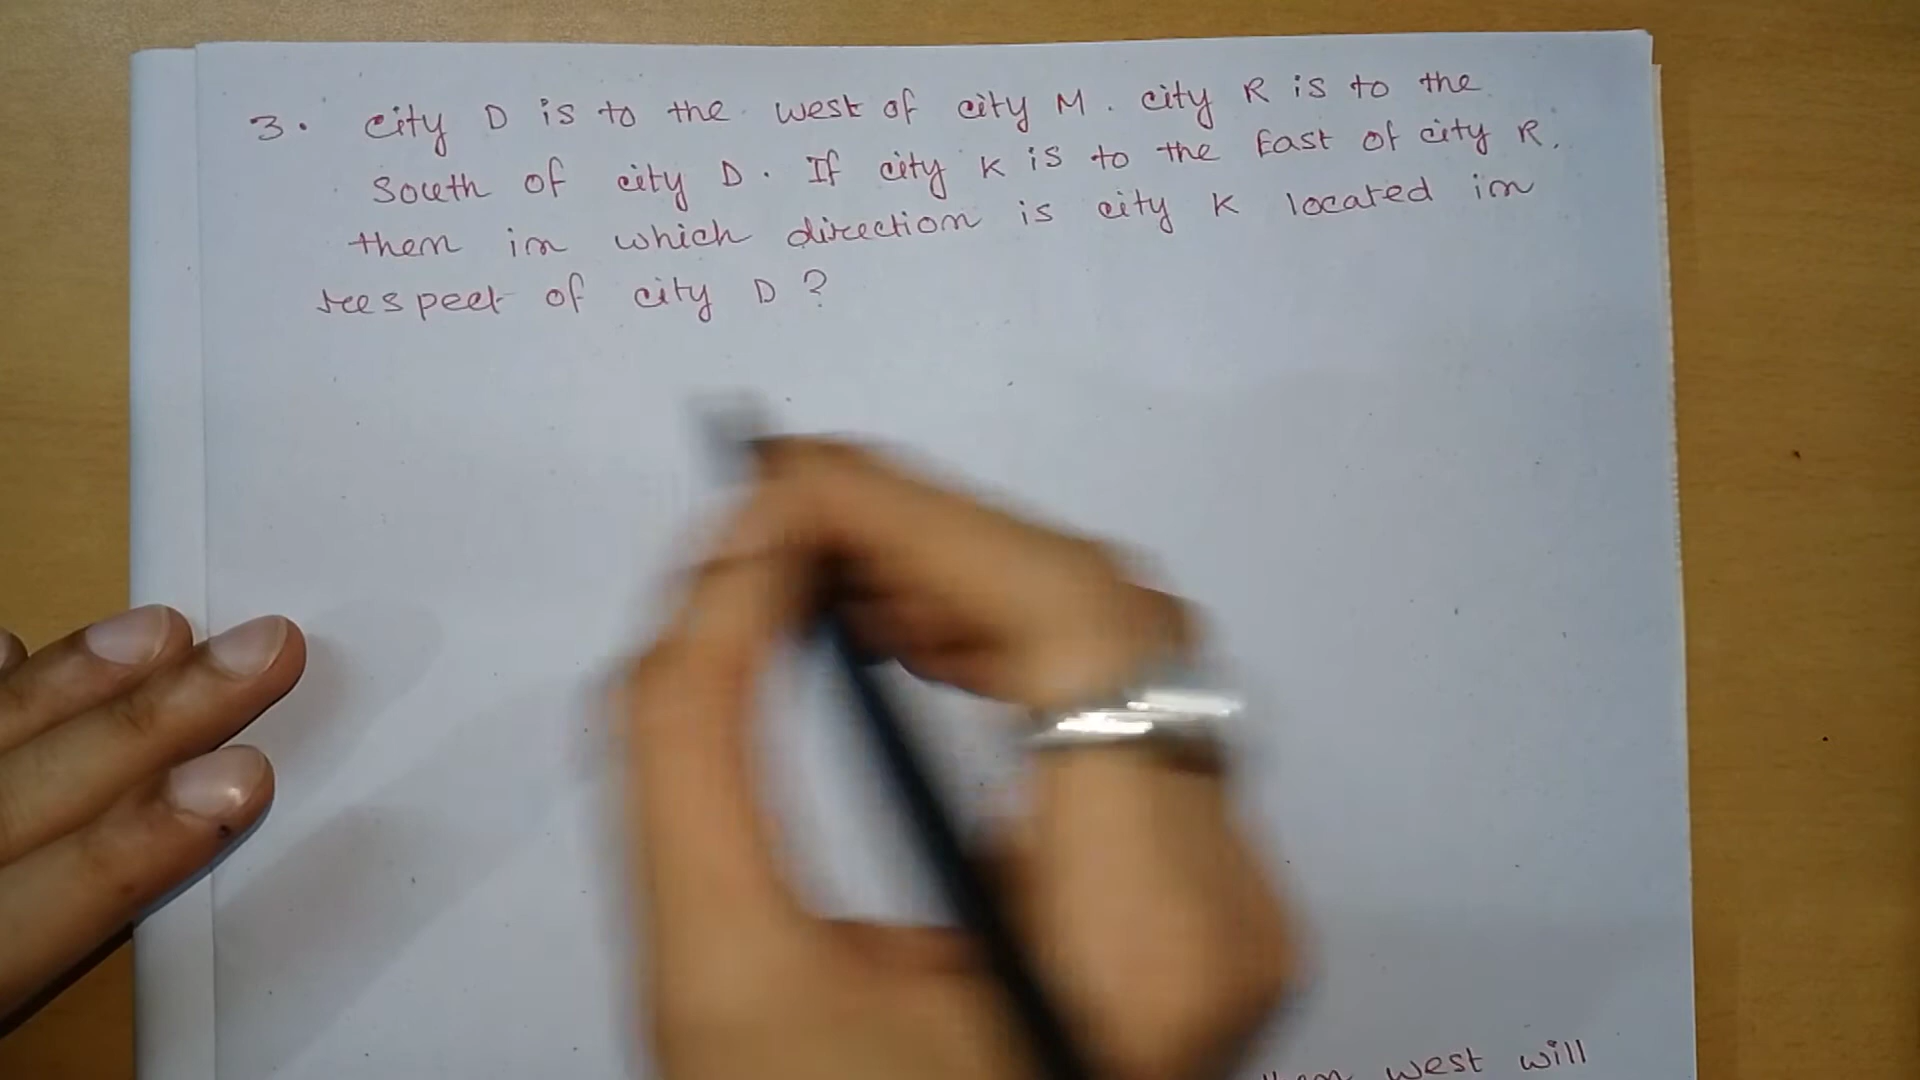 3. city D is to the west of city M. city R is to the
South of city D. If city K is to the East of city R.
then in which direction is city K located in
respect of city D ?
west will